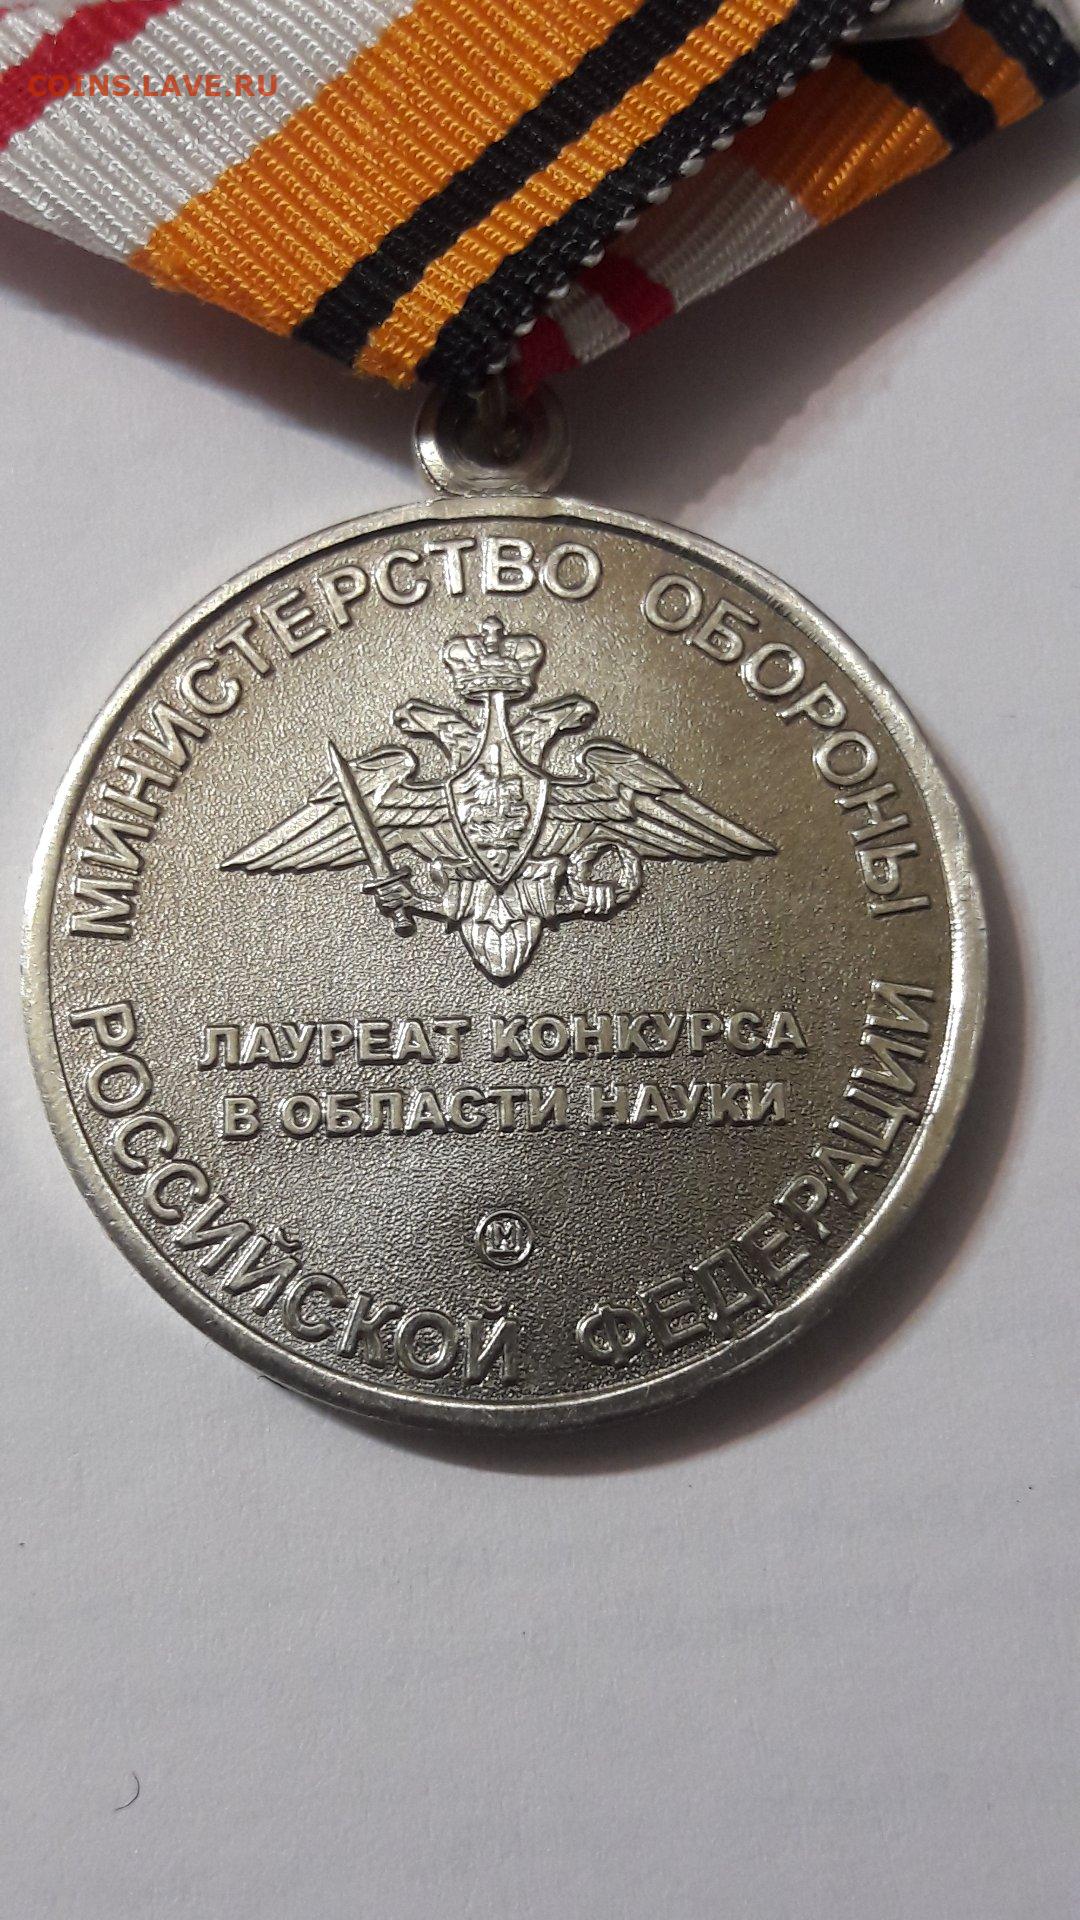 COINS.LAVE.RU
МИНИСТЕРСТВО ОБОРОНЫ
РОССИЙСКОЙ ФЕДЕРАЦИИ
ЛАУРЕАТ КОНКУРСА
В ОБЛАСТИ НАУКИ
М